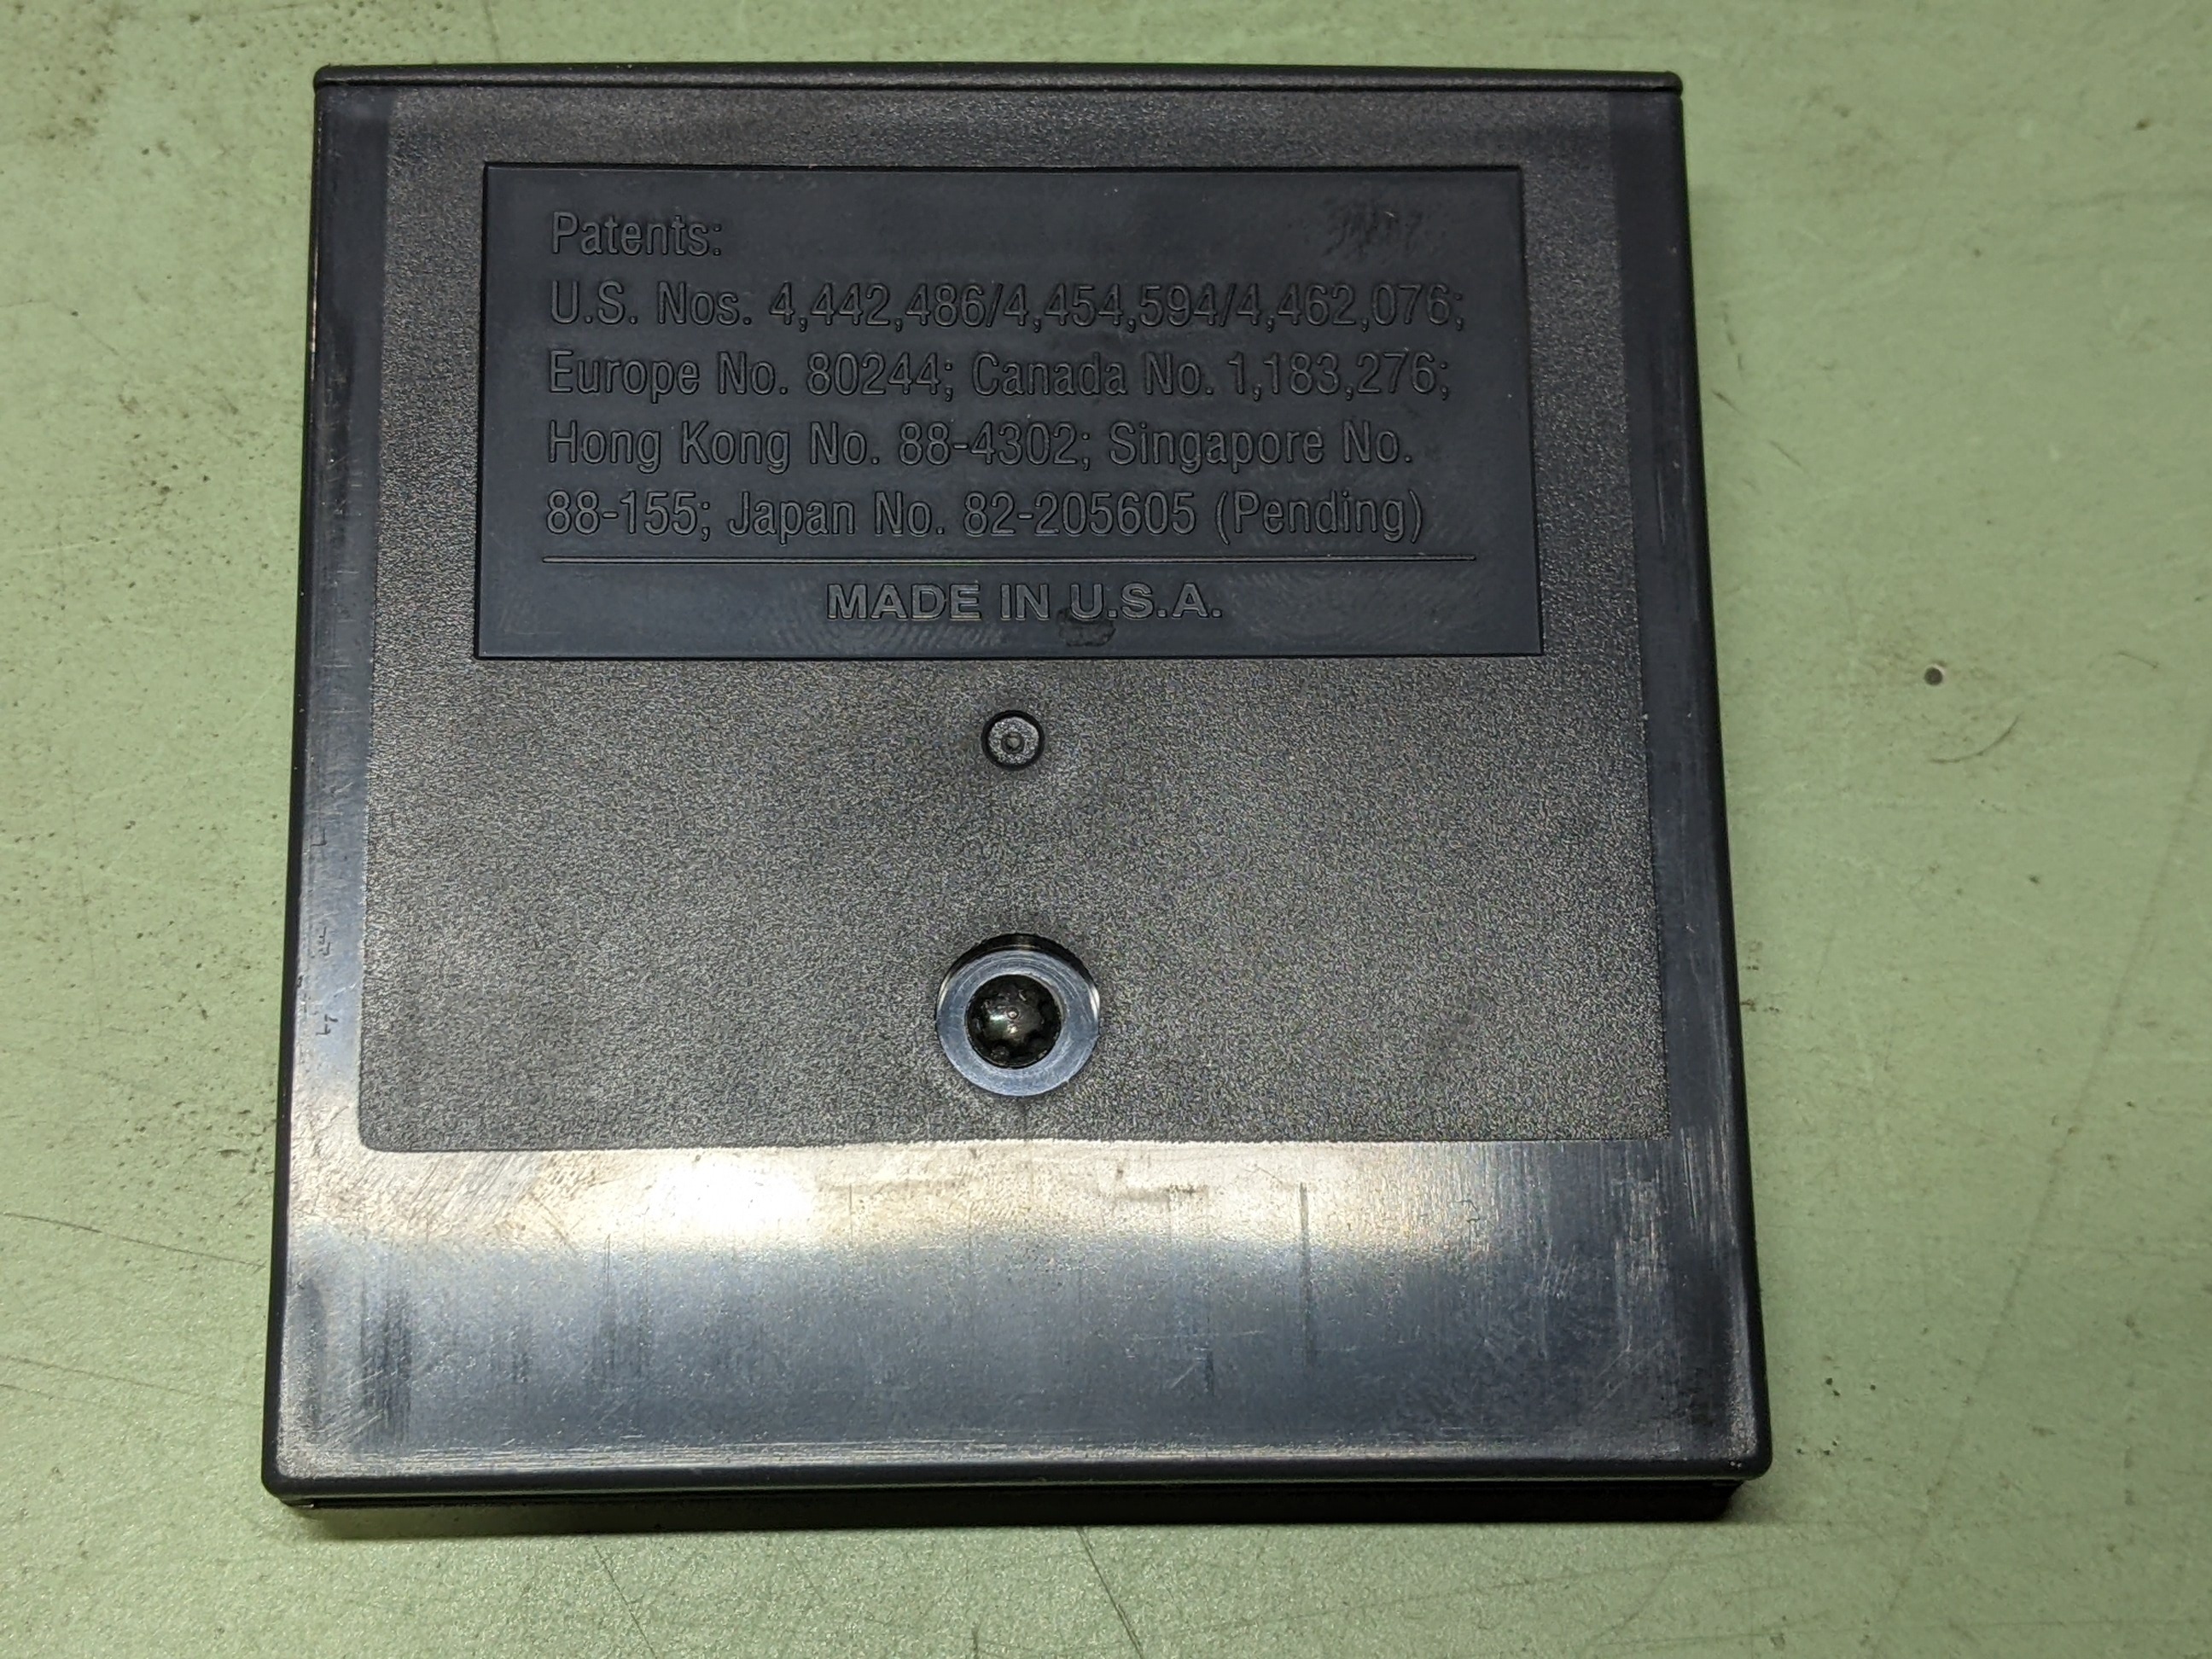 Patents:
U.S. Nos. 4,442,486/4,454,594/4,462,076;
Europe No. 80244; Canada No. 1,183,276;
Hong Kong No. 88-4302; Singapore No.
88-155; Japan No. 82-205605 (Pending)
MADE IN U.S.A.